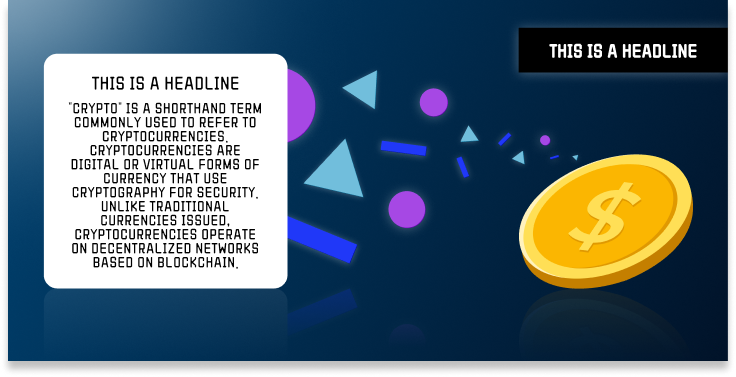 THIS IS A HEADLINE
"CRYPTO" IS A SHORTHAND TERM
COMMONLY USED TO REFER TO
CRYPTOCURRENCIES.
CRYPTOCURRENCIES ARE
DIGITAL OR VIRTUAL FORMS OF
CURRENCY THAT USE
CRYPTOGRAPHY FOR SECURITY.
UNLIKE TRADITIONAL
CURRENCIES ISSUED,
CRYPTOCURRENCIES OPERATE
ON DECENTRALIZED NETWORKS
BASED ON BLOCKCHAIN.
THIS IS A HEADLINE
$